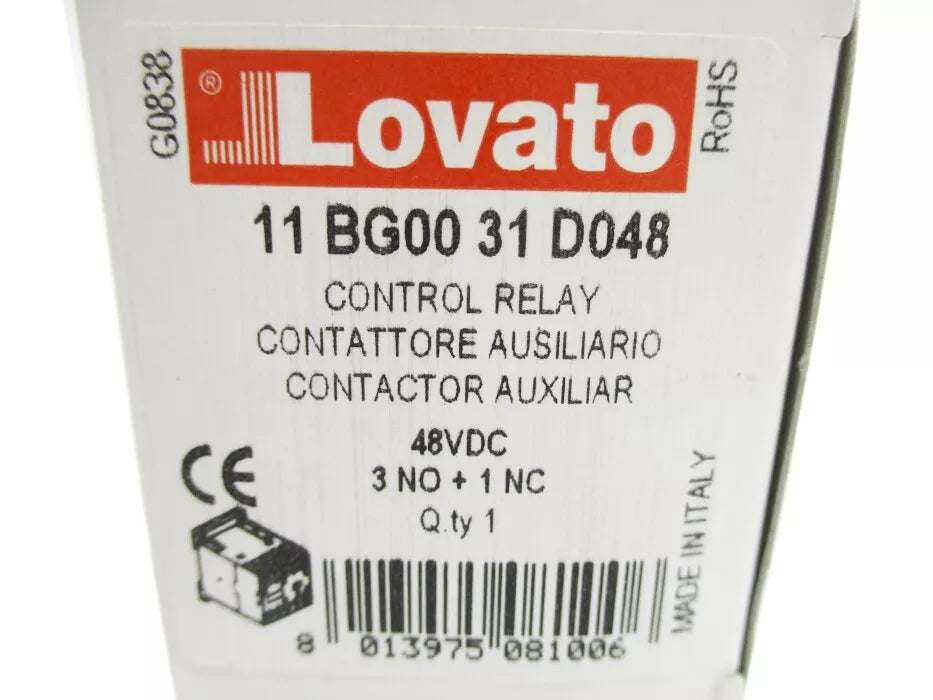 G0838
® Lovato
RoHS
11 BG00 31 D048
CONTROL RELAY
CONTATTORE AUSILIARIO
CONTACTOR AUXILIAR
48VDC
3 NO + 1 NC
Q.ty 1
CE
MADE IN ITALY
8 013975 081006